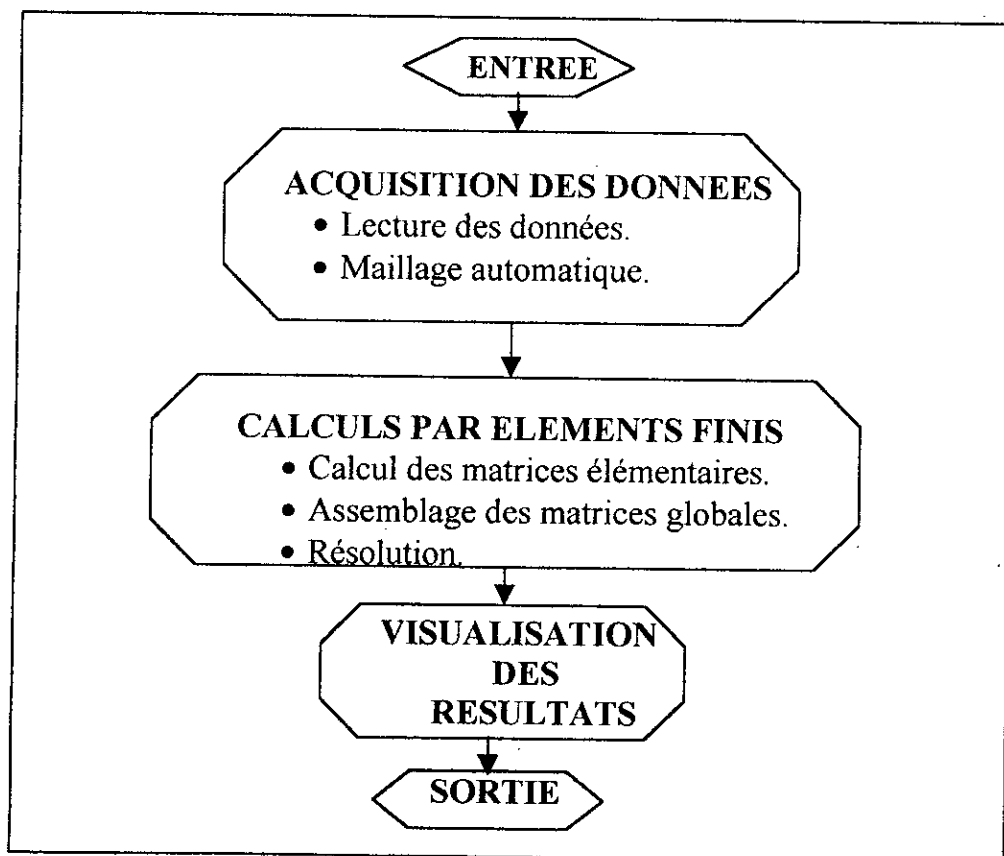 ENTREE
ACQUISITION DES DONNEES
• Lecture des données.
• Maillage automatique.
CALCULS PAR ELEMENTS FINIS
• Calcul des matrices élémentaires.
• Assemblage des matrices globales.
• Résolution.
VISUALISATION
DES
RESULTATS
SORTIE